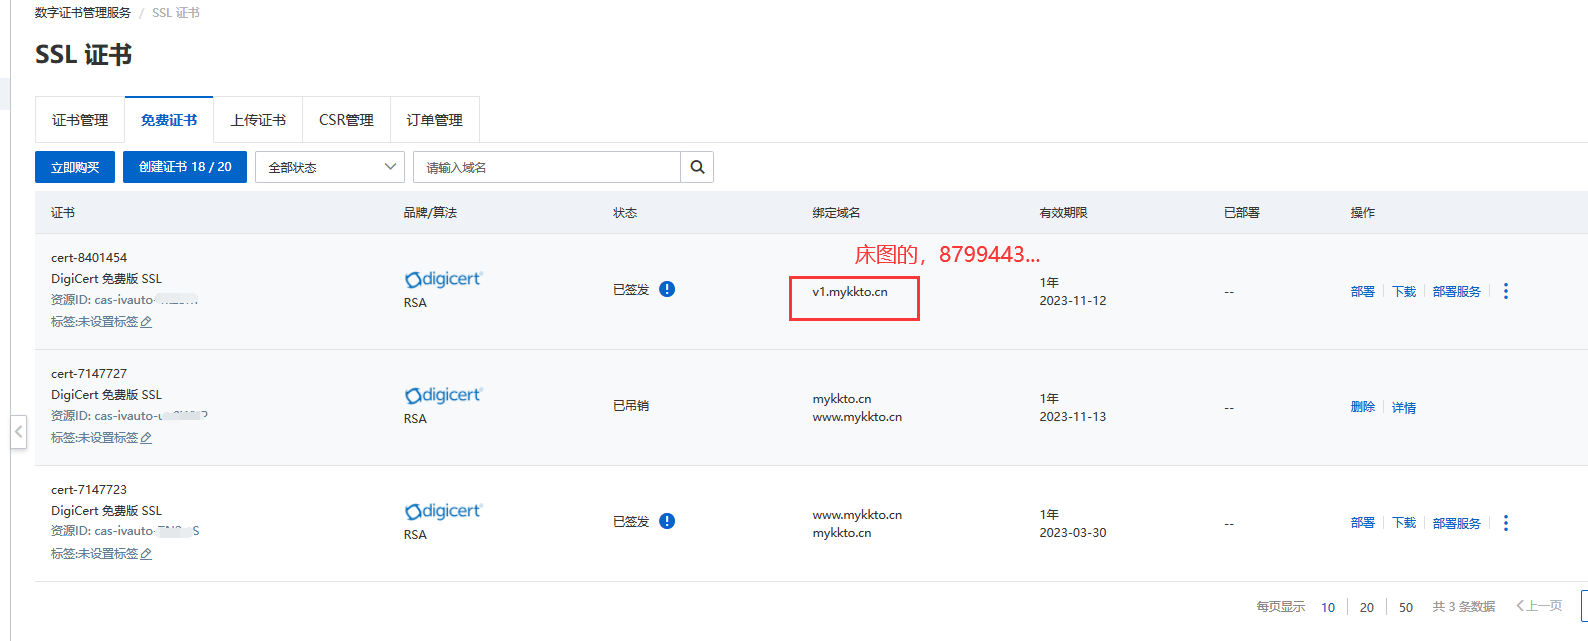 数字证书管理服务 / SSL 证书
SSL 证书
证书管理 免费证书 上传证书 CSR管理 订单管理
立即购买 创建证书 18 / 20 全部状态 请输入域名
证书 品牌/算法 状态 绑定域名 有效期限 已部署 操作
床图的，8799443...
cert-8401454
DigiCert 免费版 SSL
资源ID: cas-ivauto-
标签:未设置标签
digicert
RSA
已签发
v1.mykkto.cn
1年
2023-11-12
--
部署 下载 部署服务
cert-7147727
DigiCert 免费版 SSL
资源ID: cas-ivauto-
标签:未设置标签
digicert
RSA
已吊销
mykkto.cn
www.mykkto.cn
1年
2023-11-13
--
删除 详情
cert-7147723
DigiCert 免费版 SSL
资源ID: cas-ivauto-
标签:未设置标签
digicert
RSA
已签发
www.mykkto.cn
mykkto.cn
1年
2023-03-30
--
部署 下载 部署服务
每页显示 10 20 50 共 3 条数据 上一页